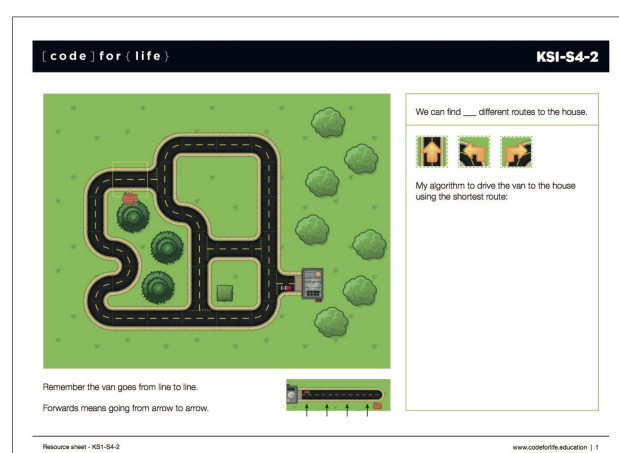 [code]for{life}
KS1-S4-2
We can find ___ different routes to the house.
My algorithm to drive the van to the house
using the shortest route:
Remember the van goes from line to line.
Forwards means going from arrow to arrow.
Resource sheet - KS1-S4-2
www.codeforlife.education | 1